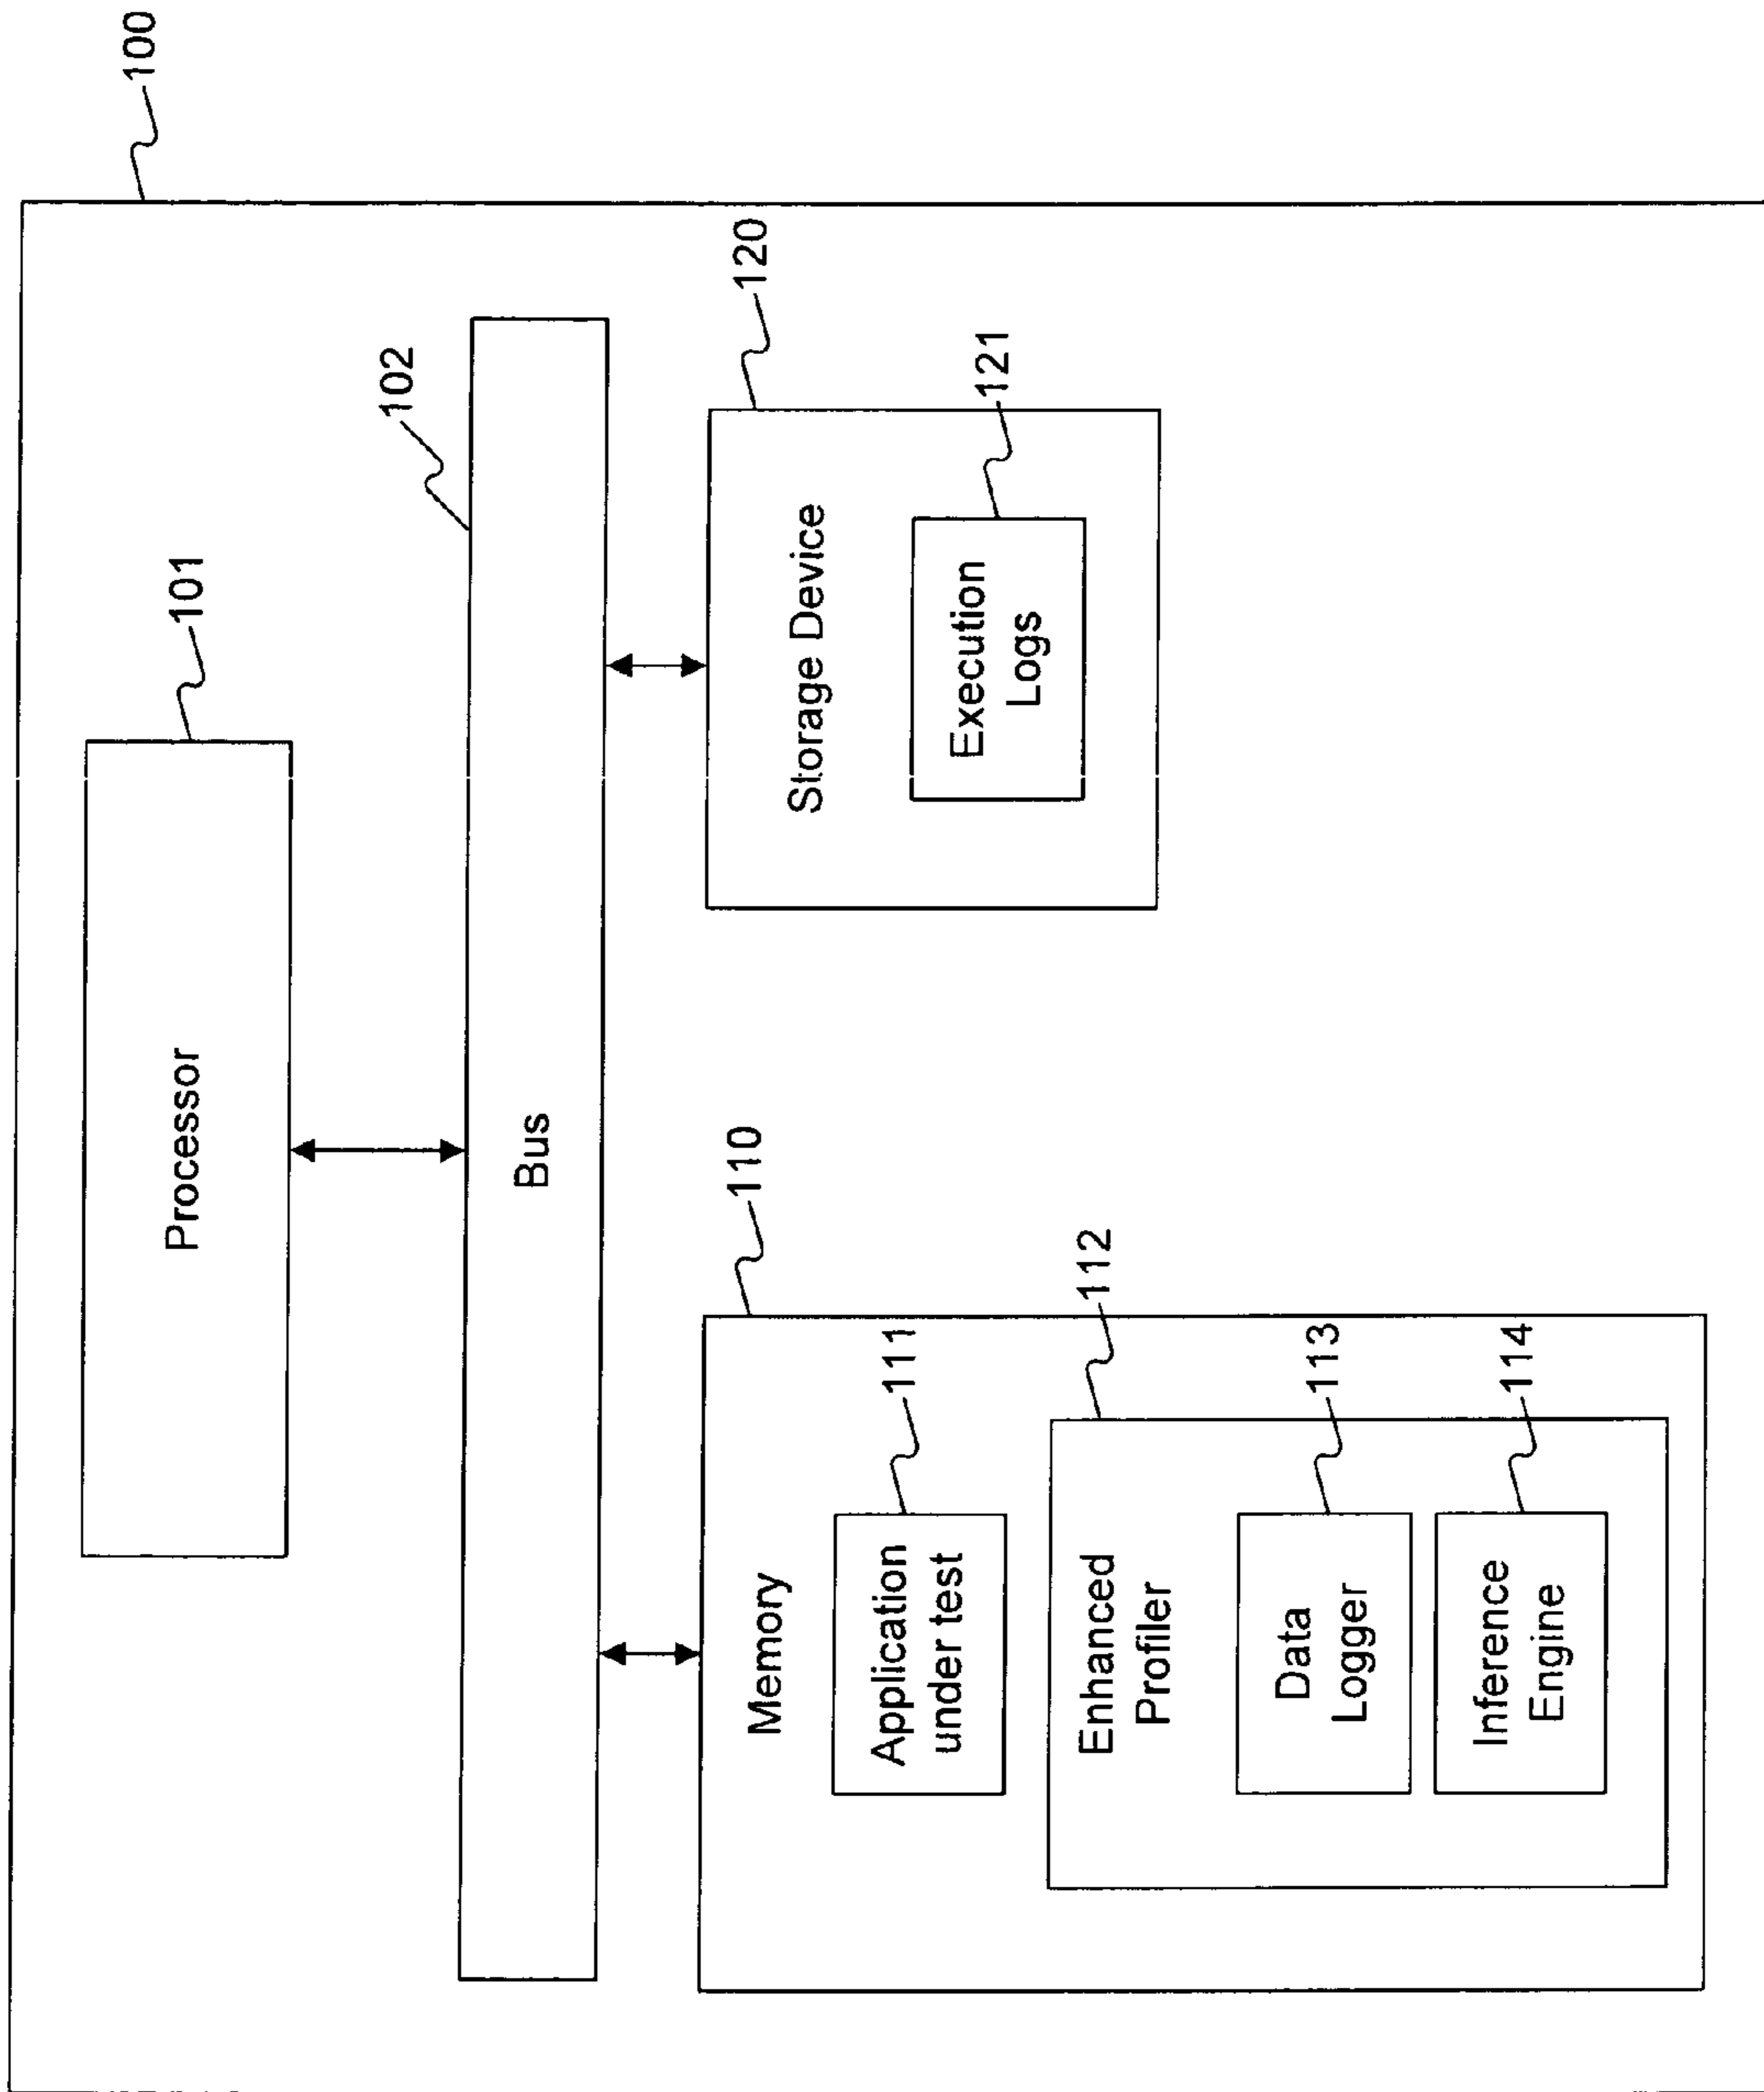 100
Processor
101
102
Bus
Memory
110
Application
under test
111
Enhanced
Profiler
112
Data
Logger
113
Inference
Engine
114
Storage Device
120
Execution
Logs
121